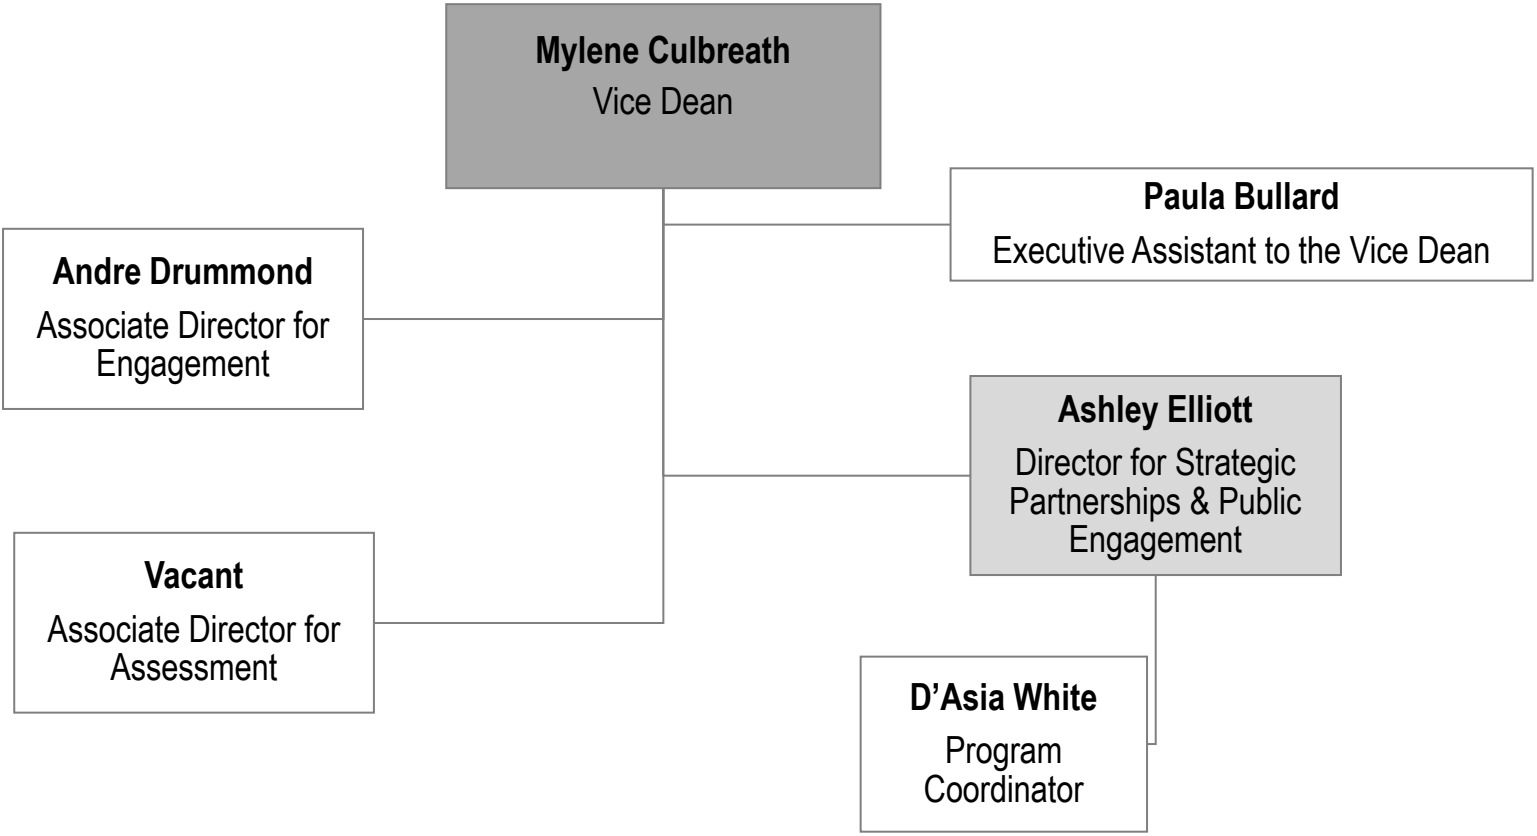 Mylene Culbreath
Vice Dean
Paula Bullard
Executive Assistant to the Vice Dean
Andre Drummond
Associate Director for
Engagement
Ashley Elliott
Director for Strategic
Partnerships & Public
Engagement
Vacant
Associate Director for
Assessment
D’Asia White
Program
Coordinator